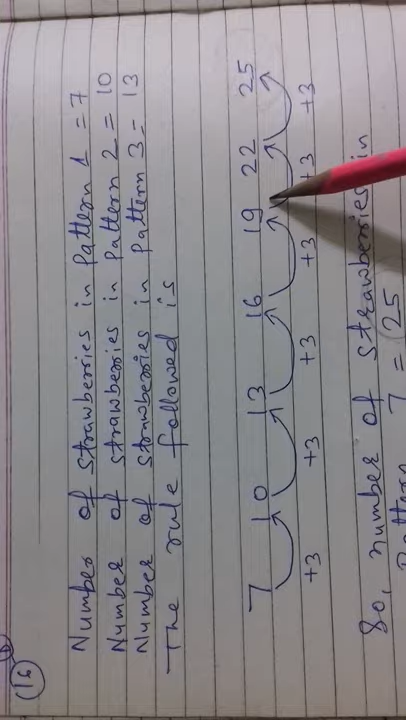 (16)
Number of strawberries in pattern 1 = 7
Number of strawberries in pattern 2 = 10
Number of strawberries in pattern 3 = 13
The rule followed is
7 10 13 16 19 22 25
+3 +3 +3 +3 +3 +3
So, number of strawberries in
Pattern 7 = 25